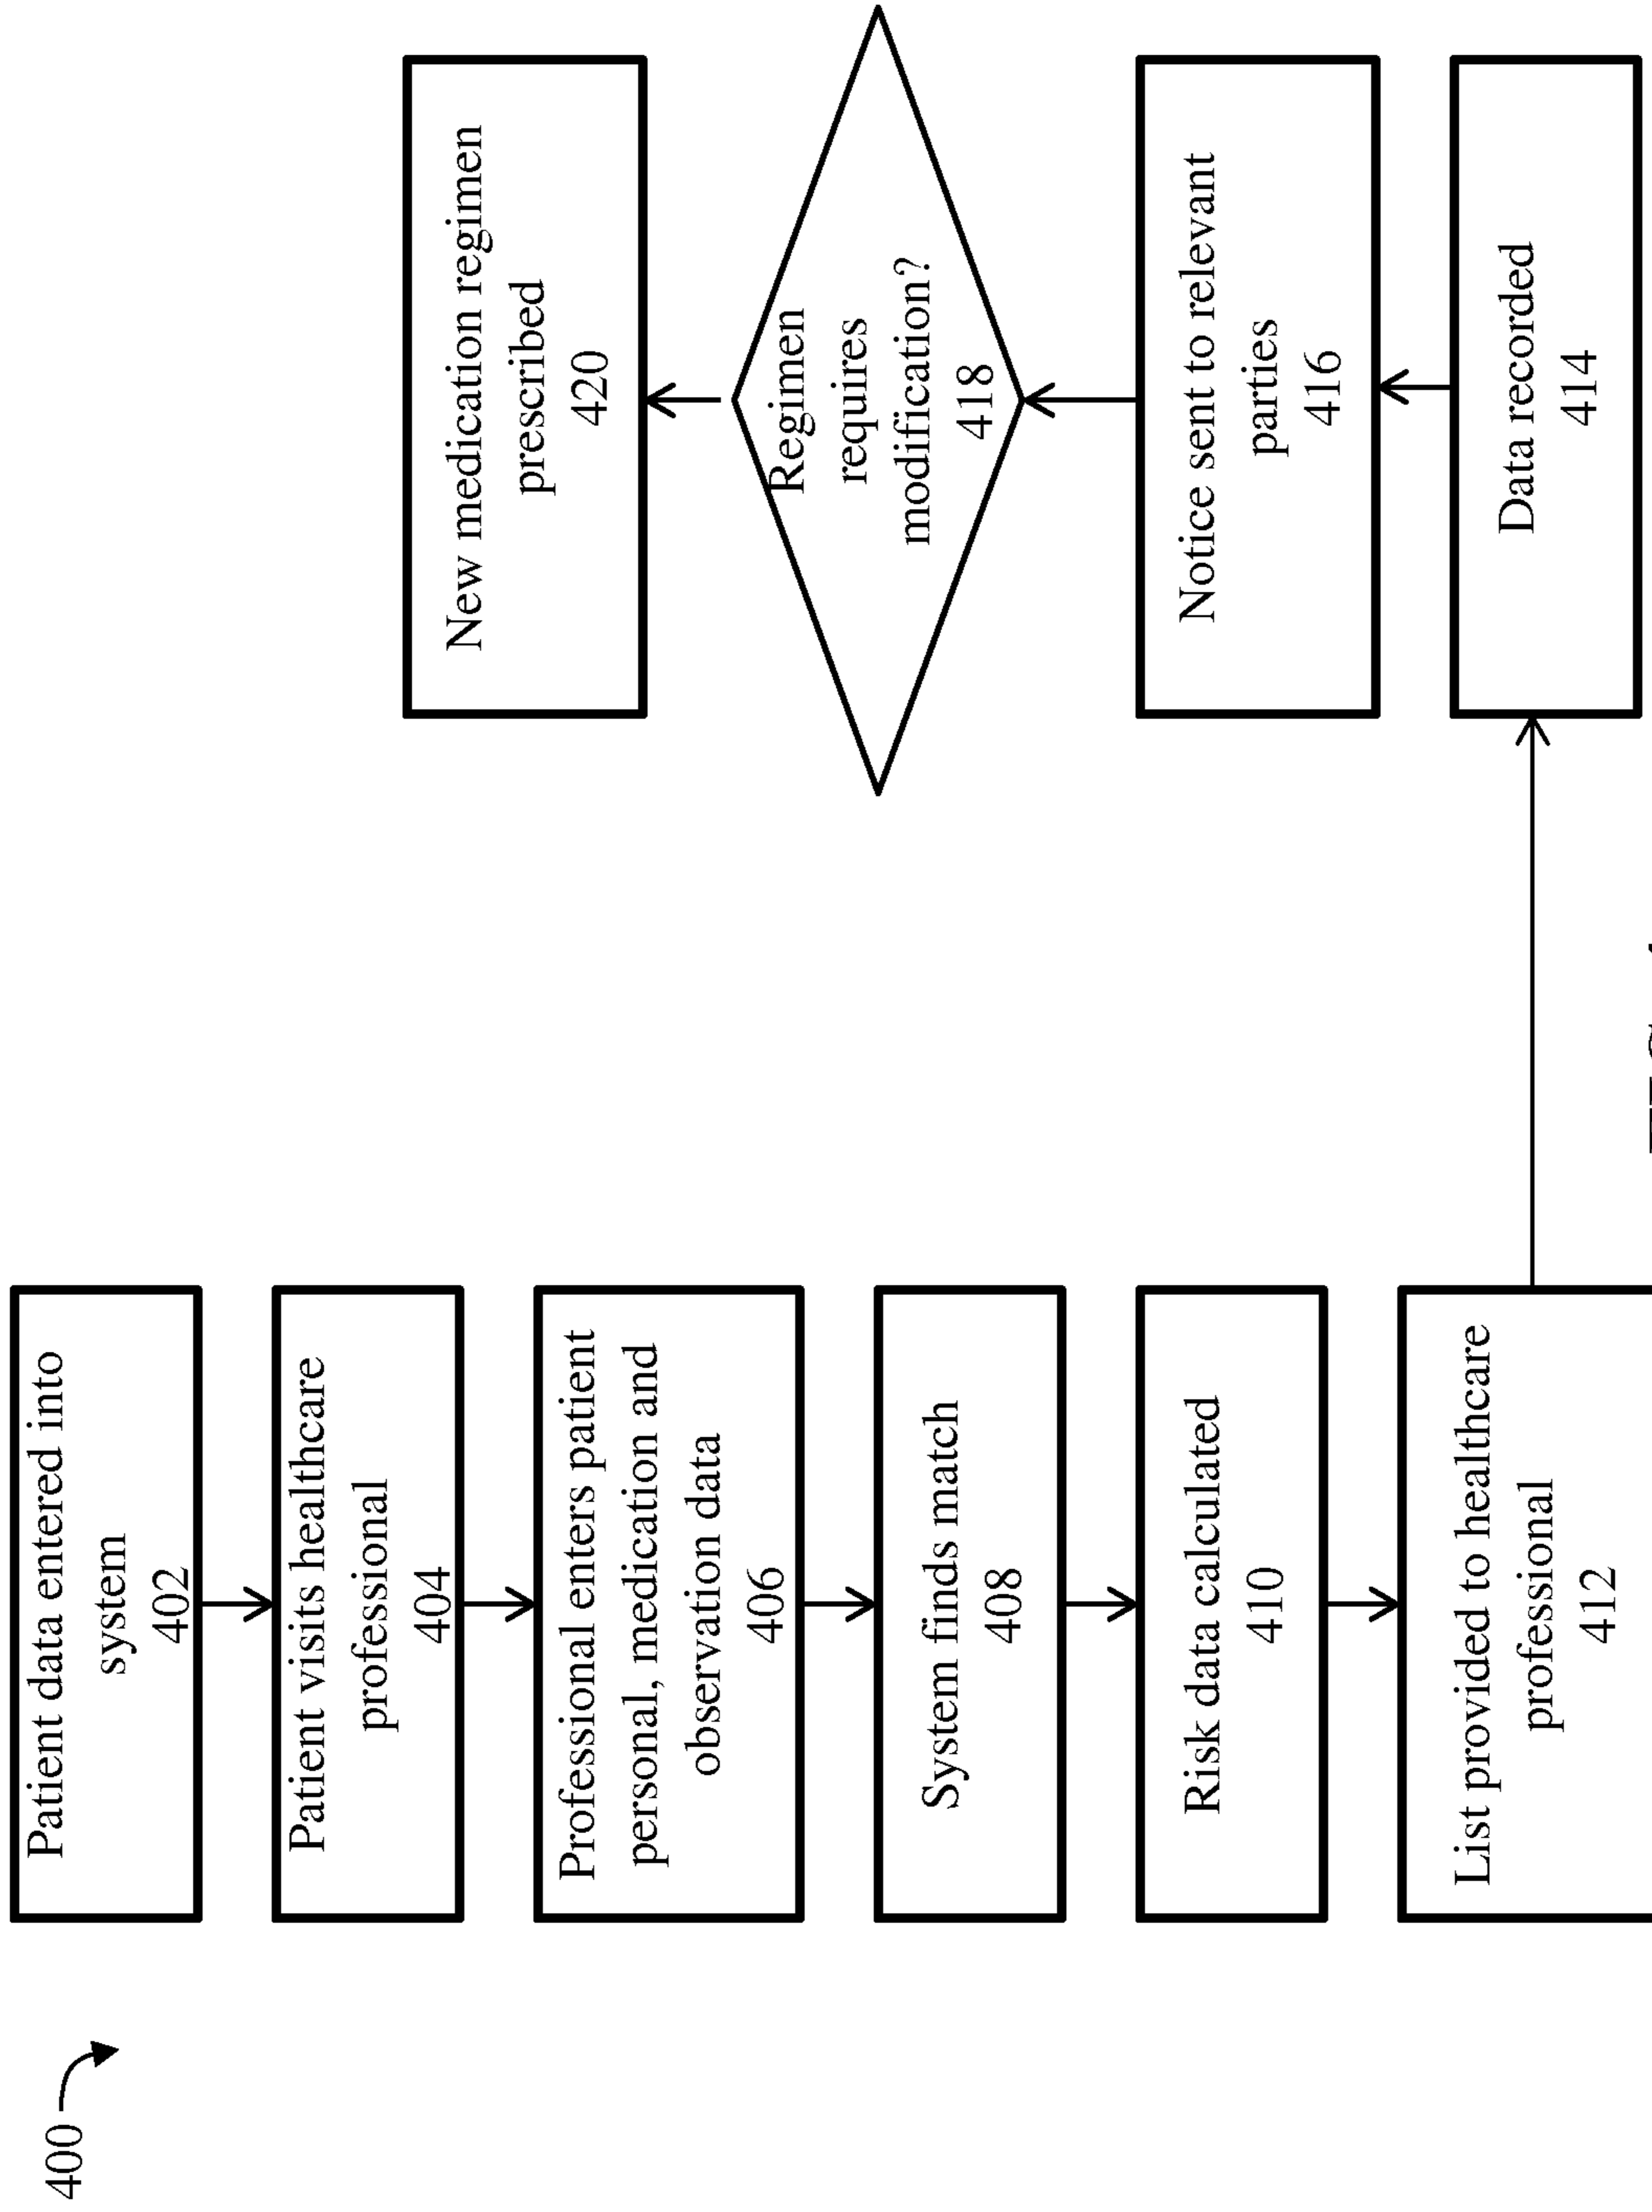 400
Patient data entered into
system
402
Patient visits healthcare
professional
404
Professional enters patient
personal, medication and
observation data
406
System finds match
408
Risk data calculated
410
List provided to healthcare
professional
412
Data recorded
414
Notice sent to relevant
parties
416
Regimen
requires
modification?
418
New medication regimen
prescribed
420